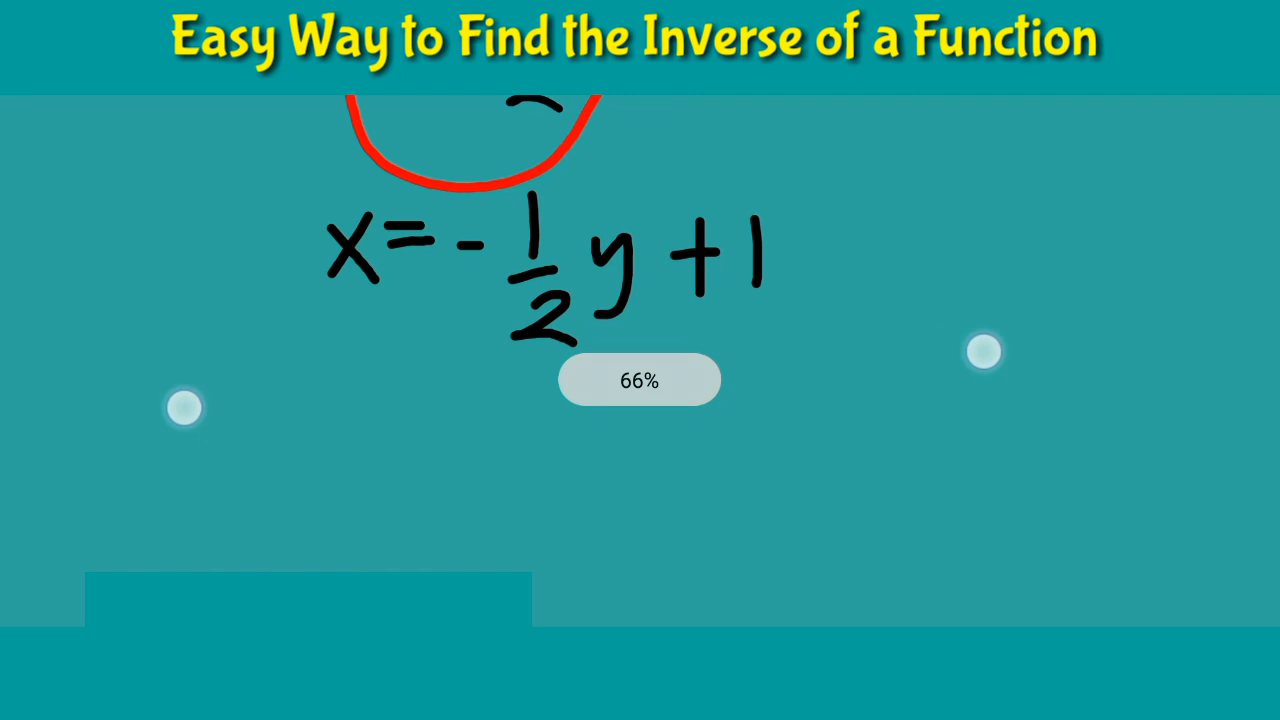 Easy Way to Find the Inverse of a Function
x = - 1/2 y + 1
66%